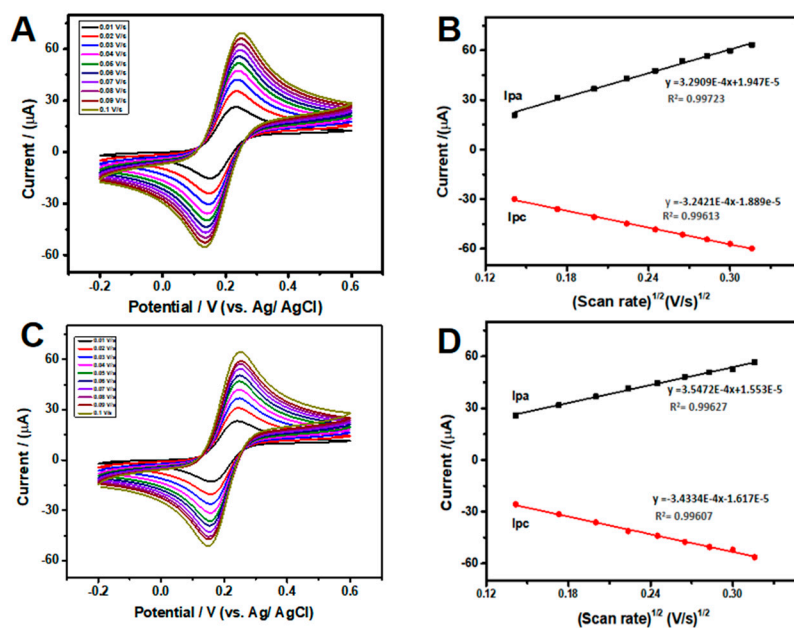 A
0.01 V/s
0.02 V/s
0.03 V/s
0.04 V/s
0.06 V/s
0.06 V/s
0.07 V/s
0.08 V/s
0.09 V/s
0.1 V/s
Current / (μA)
60
30
0
-30
-60
-0.2 0.0 0.2 0.4 0.6
Potential / V (vs. Ag/ AgCl)
B
Current / (μA)
60
30
0
-30
-60
Ipa
y =3.2909E-4x+1.947E-5
R²= 0.99723
y =-3.2421E-4x-1.889e-5
R²= 0.99613
Ipc
0.12 0.18 0.24 0.30
(Scan rate)¹/² (V/s)¹/²
C
0.01 V/s
0.02 V/s
0.03 V/s
0.04 V/s
0.05 V/s
0.06 V/s
0.07 V/s
0.08 V/s
0.09 V/s
0.1 V/s
Current / (μA)
60
30
0
-30
-60
-0.2 0.0 0.2 0.4 0.6
Potential / V (vs. Ag/ AgCl)
D
Current / (μA)
60
30
0
-30
-60
Ipa
y =3.5472E-4x+1.553E-5
R²= 0.99627
y =-3.4334E-4x-1.617E-5
R²= 0.99607
Ipc
0.12 0.18 0.24 0.30
(Scan rate)¹/² (V/s)¹/²